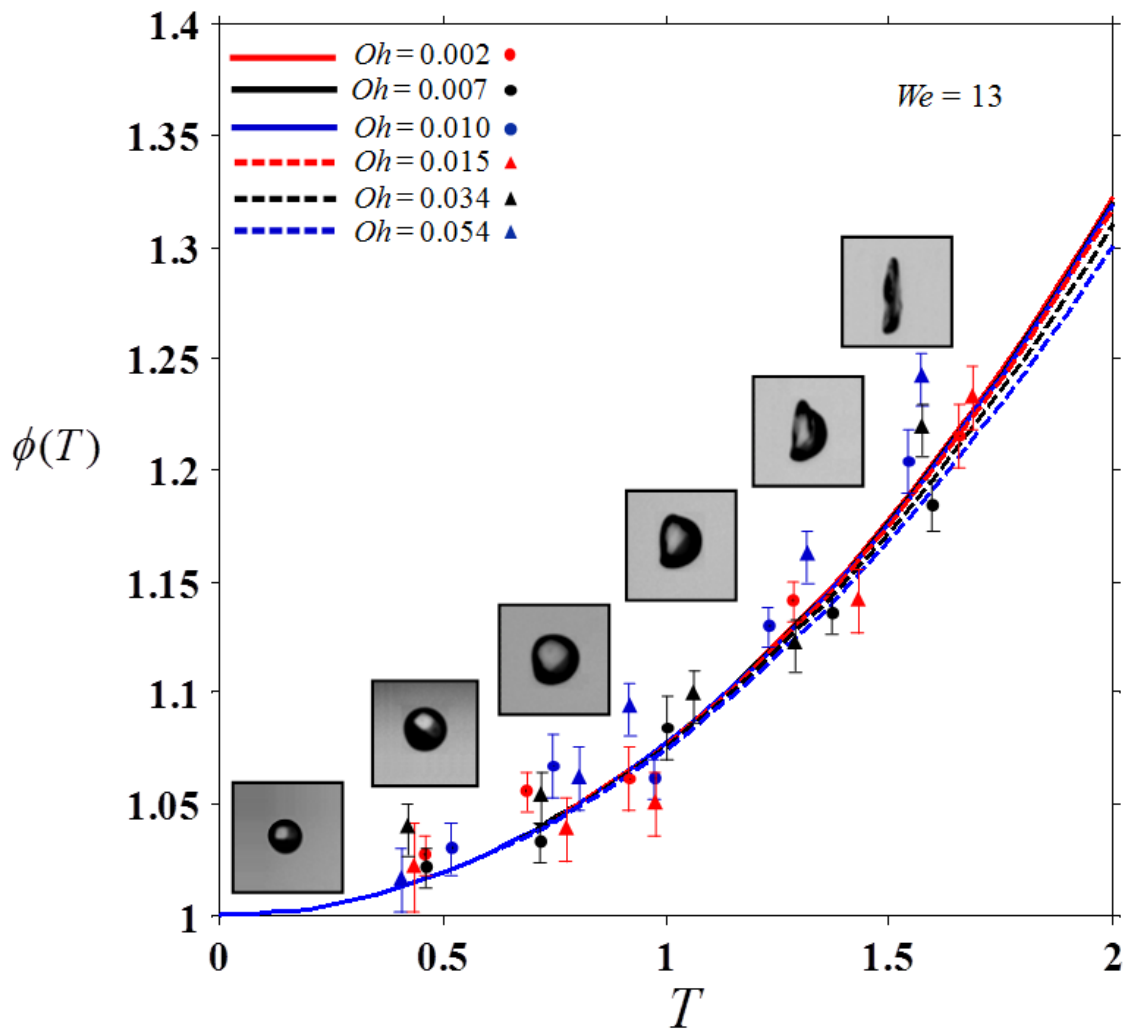 1.4
1.35
1.3
1.25
1.2
1.15
1.1
1.05
1
Oh = 0.002
Oh = 0.007
Oh = 0.010
Oh = 0.015
Oh = 0.034
Oh = 0.054
We = 13
ϕ(T)
0 0.5 1 1.5 2
T